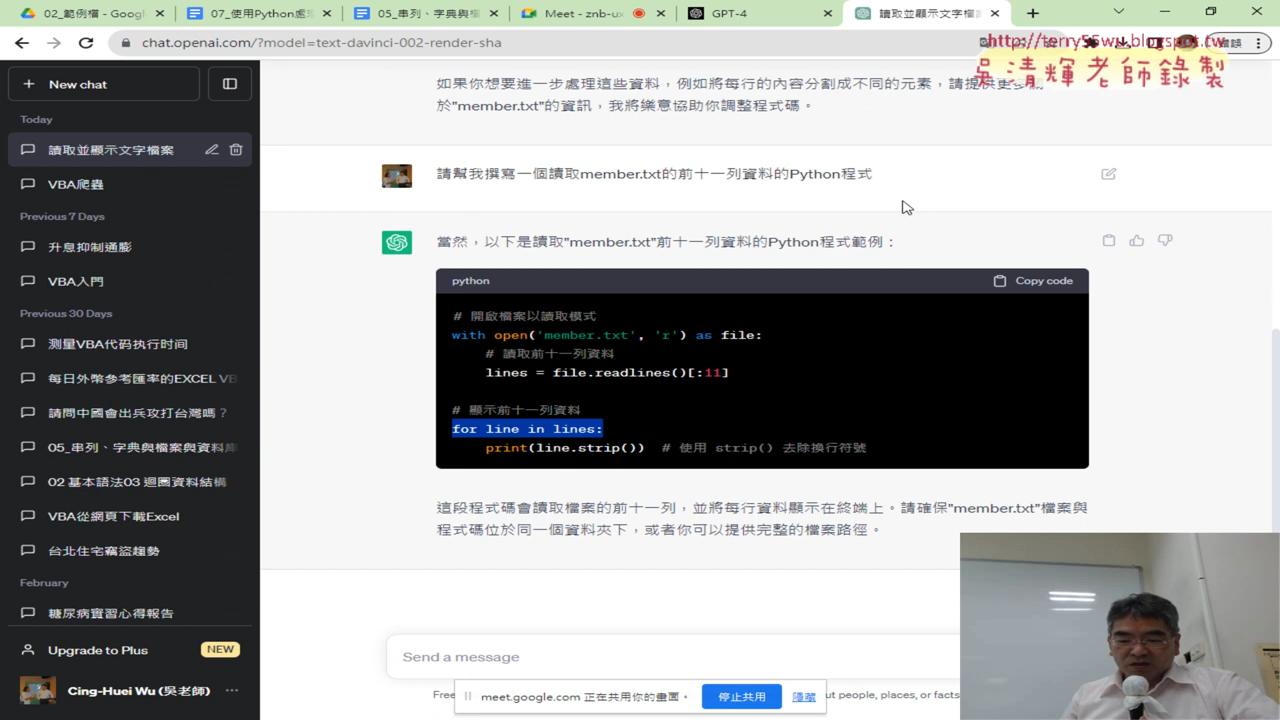 02_範例檔 - Googl
07_使用Python處理
05_串列、字典與檔
Meet - znb-ux
GPT-4
讀取並顯示文字檔案
chat.openai.com/?model=text-davinci-002-render-sha
http://terry55wu.blogspot.tw
吳清輝老師錄製
New chat
Today
讀取並顯示文字檔案
VBA爬蟲
Previous 7 Days
升息抑制通膨
VBA入門
Previous 30 Days
测量VBA代码执行时间
每日外幣參考匯率的EXCEL VB
請問中國會出兵攻打台灣嗎？
05_串列、字典與檔案與資料庫
02 基本語法03 迴圈資料結構
VBA從網頁下載Excel
台北住宅竊盜趨勢
February
糖尿病實習心得報告
Upgrade to Plus
NEW
Cing-Huei Wu (吳老師)
如果你想要進一步處理這些資料，例如將每行的內容分割成不同的元素，請提供更多
於"member.txt"的資訊，我將樂意協助你調整程式碼。
請幫我撰寫一個讀取member.txt的前十一列資料的Python程式
當然，以下是讀取"member.txt"前十一列資料的Python程式範例：
python
Copy code
# 開啟檔案以讀取模式
with open('member.txt', 'r') as file:
# 讀取前十一列資料
lines = file.readlines()[:11]
# 顯示前十一列資料
for line in lines:
print(line.strip())  # 使用 strip() 去除換行符號
這段程式碼會讀取檔案的前十一列，並將每行資料顯示在終端上。請確保"member.txt"檔案與
程式碼位於同一個資料夾下，或者你可以提供完整的檔案路徑。
Send a message
Free
ut people, places, or facts
meet.google.com 正在共用你的畫面。
停止共用
隱藏